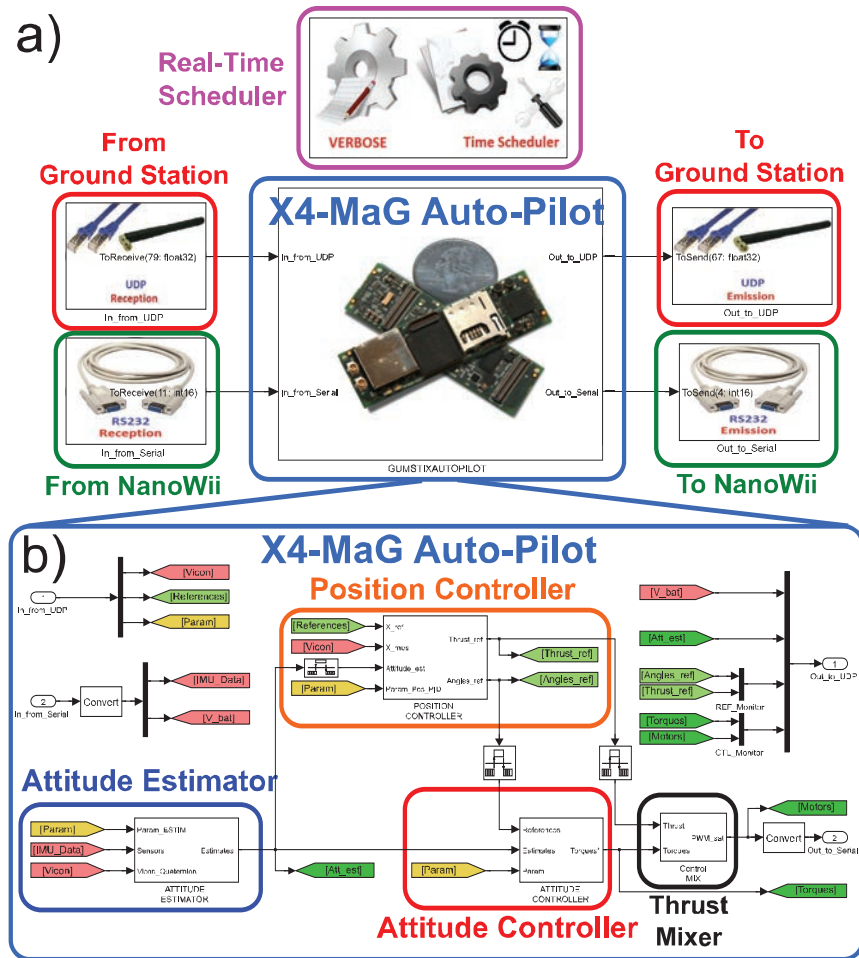 a)
Real-Time
Scheduler
VERBOSE
Time Scheduler
From
Ground Station
To
Ground Station
X4-MaG Auto-Pilot
ToReceive(79: float32)
UDP
Reception
In_from_UDP
In_from_UDP
Out_to_UDP
ToSend(67: float32)
UDP
Emission
Out_to_UDP
ToReceive(11: int16)
RS232
Reception
In_from_Serial
In_from_Serial
Out_to_Serial
ToSend(4: int16)
RS232
Emission
Out_to_Serial
GUMSTIXAUTOPILOT
From NanoWii
To NanoWii
b)
X4-MaG Auto-Pilot
Position Controller
1
In_from_UDP
[Vicon]
[References]
[Param]
2
In_from_Serial
Convert
[IMU_Data]
[V_bat]
[References]
[Vicon]
[Param]
X_ref
X_mes
Attitude_est
Param_Pos_PID
Thrust_ref
Angles_ref
POSITION
CONTROLLER
[Thrust_ref]
[Angles_ref]
[V_bat]
[Att_est]
[Angles_ref]
[Thrust_ref]
REF_Monitor
[Torques]
[Motors]
CTL_Monitor
1
Out_to_UDP
Attitude Estimator
[Param]
[IMU_Data]
[Vicon]
Param_ESTIM
Sensors
Vicon_Quaternion
Estimates
ATTITUDE
ESTIMATOR
[Att_est]
[Param]
References
Estimates
Param
Torques*
ATTITUDE
CONTROLLER
Attitude Controller
Thrust
Torques
PWM_sat
Control
MIX
Thrust
Mixer
[Motors]
Convert
2
Out_to_Serial
[Torques]